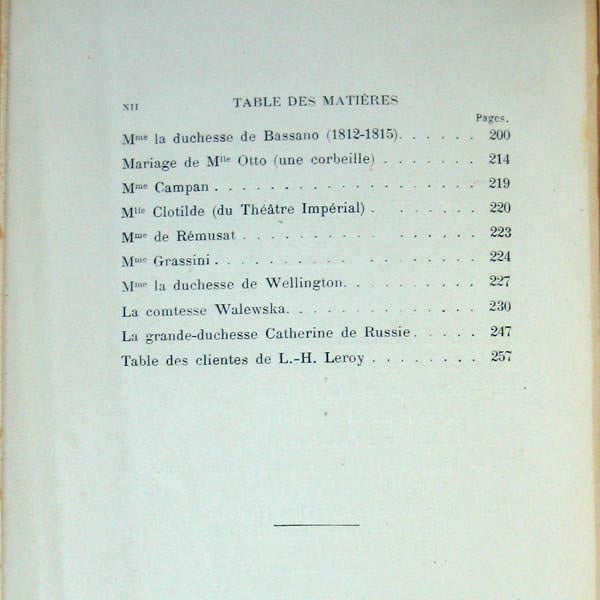 XII TABLE DES MATIÈRES
Pages.
Mme la duchesse de Bassano (1812-1815). . . . . . 200
Mariage de Mlle Otto (une corbeille) . . . . . . . 214
Mme Campan . . . . . . . . . . . . . . . . . . 219
Mlle Clotilde (du Théâtre Impérial) . . . . . . . 220
Mme de Rémusat . . . . . . . . . . . . . . . . 223
Mme Grassini . . . . . . . . . . . . . . . . . . 224
Mme la duchesse de Wellington. . . . . . . . . . 227
La comtesse Walewska. . . . . . . . . . . . . . 230
La grande-duchesse Catherine de Russie . . . . . 247
Table des clientes de L.-H. Leroy . . . . . . . . 257